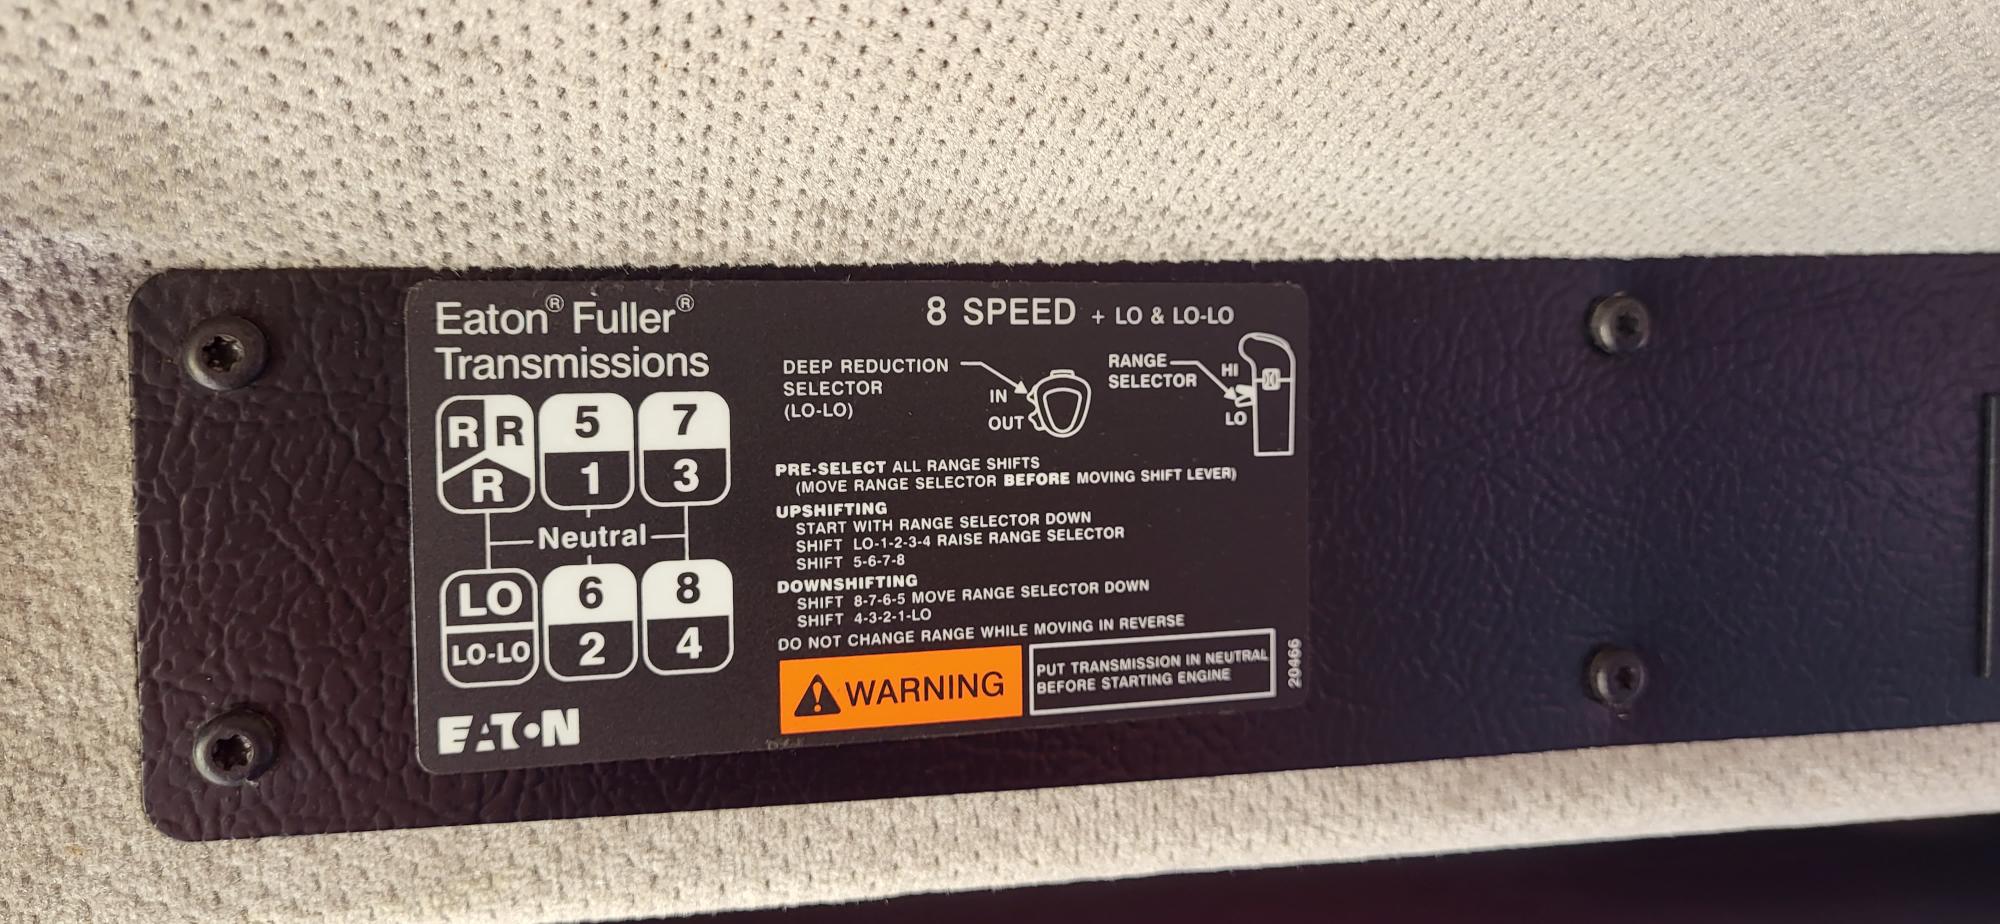 Eaton® Fuller®
Transmissions
R R 5 7
R 1 3
Neutral
LO 6 8
LO-LO 2 4
EATON
8 SPEED + LO & LO-LO
DEEP REDUCTION
SELECTOR
(LO-LO)
IN
OUT
RANGE
SELECTOR
HI
LO
PRE-SELECT ALL RANGE SHIFTS
(MOVE RANGE SELECTOR BEFORE MOVING SHIFT LEVER)
UPSHIFTING
START WITH RANGE SELECTOR DOWN
SHIFT LO-1-2-3-4 RAISE RANGE SELECTOR
SHIFT 5-6-7-8
DOWNSHIFTING
SHIFT 8-7-6-5 MOVE RANGE SELECTOR DOWN
SHIFT 4-3-2-1-LO
DO NOT CHANGE RANGE WHILE MOVING IN REVERSE
WARNING
PUT TRANSMISSION IN NEUTRAL
BEFORE STARTING ENGINE
20466